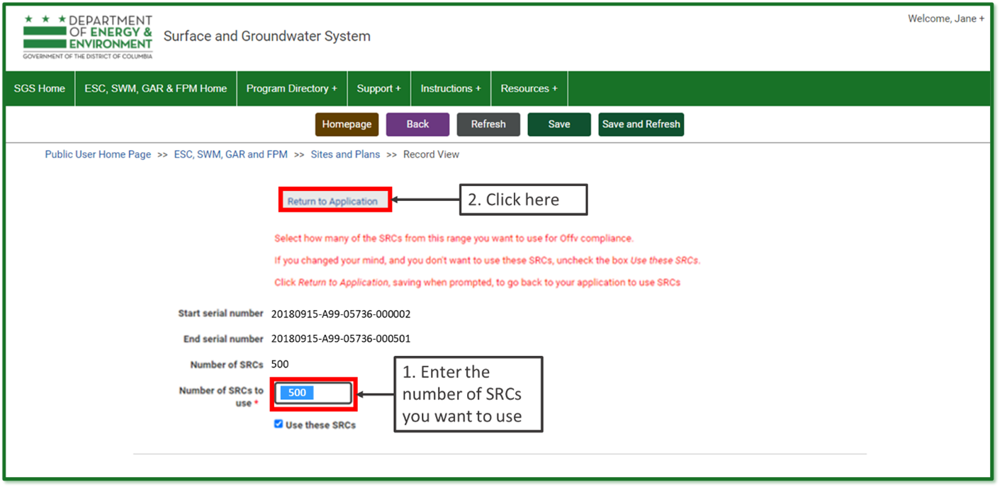 DEPARTMENT
OF ENERGY &
ENVIRONMENT
GOVERNMENT OF THE DISTRICT OF COLUMBIA
Surface and Groundwater System
Welcome, Jane +
SGS Home ESC, SWM, GAR & FPM Home Program Directory + Support + Instructions + Resources +
Homepage Back Refresh Save Save and Refresh
Public User Home Page >> ESC, SWM, GAR and FPM >> Sites and Plans >> Record View
Return to Application
2. Click here
Select how many of the SRCs from this range you want to use for Offv compliance.
If you changed your mind, and you don't want to use these SRCs, uncheck the box Use these SRCs.
Click Return to Application, saving when prompted, to go back to your application to use SRCs
Start serial number 20180915-A99-05736-000002
End serial number 20180915-A99-05736-000501
Number of SRCs 500
Number of SRCs to
use *
500
Use these SRCs
1. Enter the
number of SRCs
you want to use